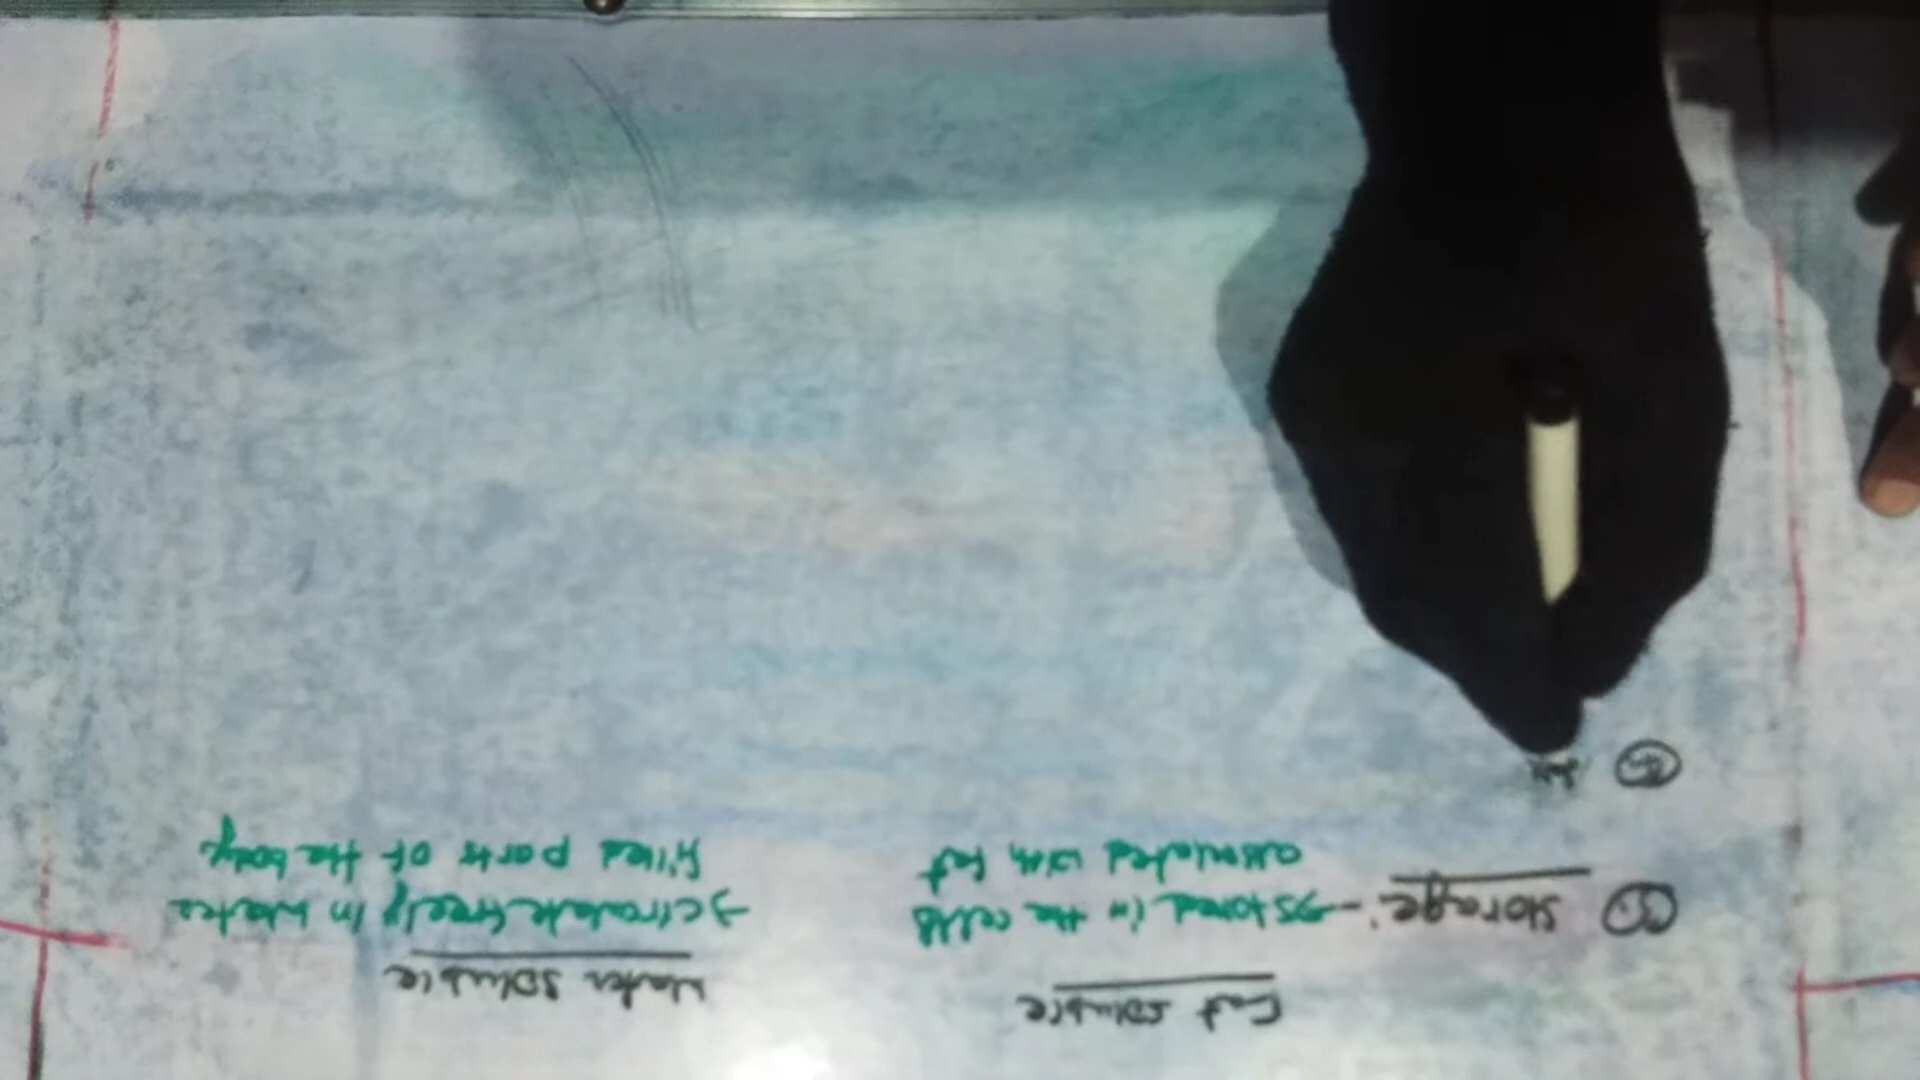 Fat soluble
Water soluble
Storage:- → stored in the cells
associated with fat
→ circulate freely in water
filled parts of the body